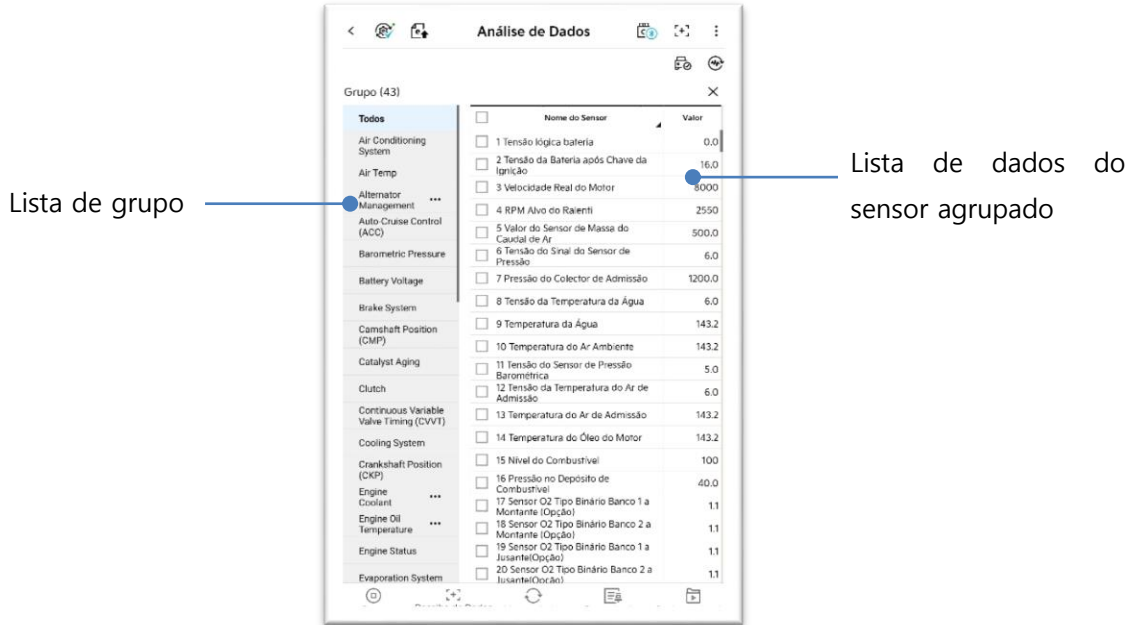 Análise de Dados
Grupo (43)
Todos
Air Conditioning
System
Air Temp
Alternator
Management
Auto Cruise Control
(ACC)
Barometric Pressure
Battery Voltage
Brake System
Camshaft Position
(CMP)
Catalyst Aging
Clutch
Continuous Variable
Valve Timing (CVVT)
Cooling System
Crankshaft Position
(CKP)
Engine
Coolant
Engine Oil
Temperature
Engine Status
Evaporation System
Nome do Sensor Valor
1 Tensão lógica bateria 0.0
2 Tensão da Bateria após Chave da
Ignição 16.0
3 Velocidade Real do Motor 8000
4 RPM Alvo do Ralenti 2550
5 Valor do Sensor de Massa do
Caudal de Ar 500.0
6 Tensão do Sinal do Sensor de
Pressão 6.0
7 Pressão do Colector de Admissão 1200.0
8 Tensão da Temperatura da Água 6.0
9 Temperatura da Água 143.2
10 Temperatura do Ar Ambiente 143.2
11 Tensão do Sensor de Pressão
Barométrica 5.0
12 Tensão da Temperatura do Ar de
Admissão 6.0
13 Temperatura do Ar de Admissão 143.2
14 Temperatura do Óleo do Motor 143.2
15 Nível do Combustível 100
16 Pressão no Depósito de
Combustível 40.0
17 Sensor O2 Tipo Binário Banco 1 a
Montante (Opção) 1.1
18 Sensor O2 Tipo Binário Banco 2 a
Montante (Opção) 1.1
19 Sensor O2 Tipo Binário Banco 1 a
Jusante(Opção) 1.1
20 Sensor O2 Tipo Binário Banco 2 a
Jusante(Opção) 1.1
Lista de grupo
Lista de dados do
sensor agrupado